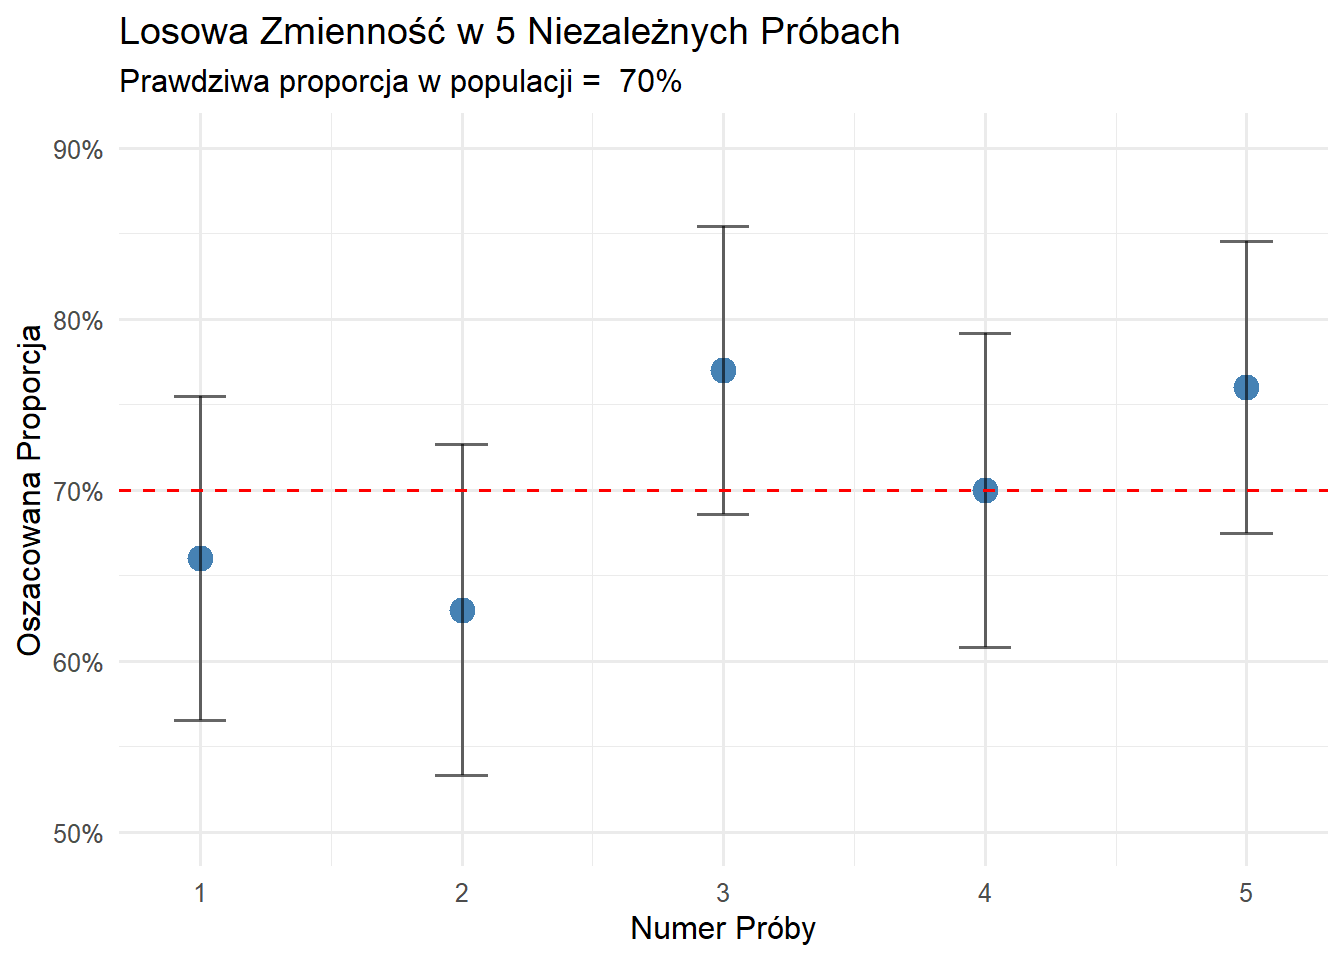 Losowa Zmienność w 5 Niezależnych Próbach
Prawdziwa proporcja w populacji =  70%
Oszacowana Proporcja
90%
80%
70%
60%
50%
1 2 3 4 5
Numer Próby